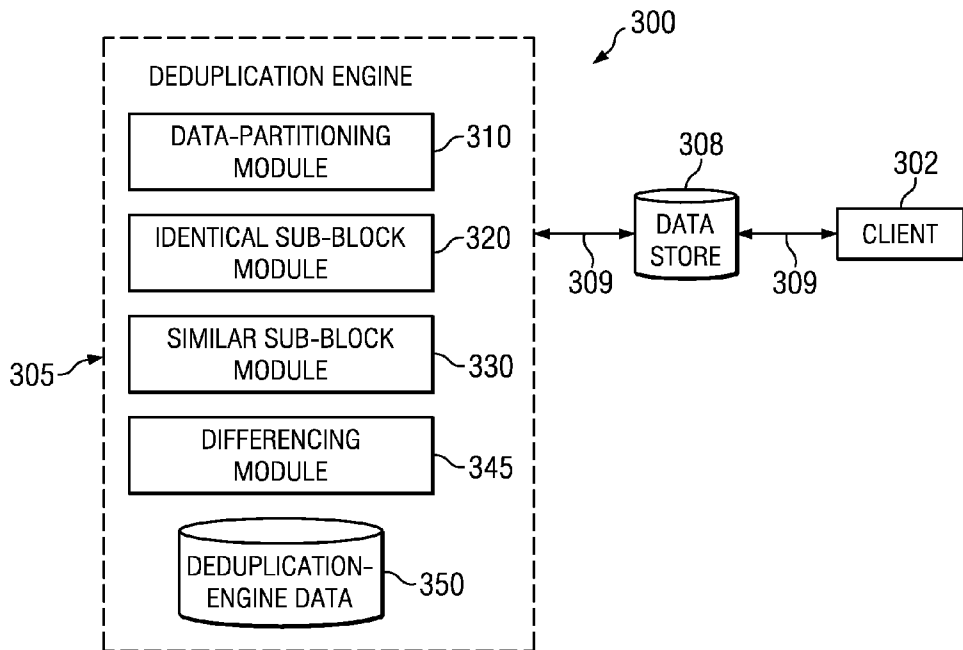 300
DEDUPLICATION ENGINE
DATA-PARTITIONING
MODULE
310
IDENTICAL SUB-BLOCK
MODULE
320
SIMILAR SUB-BLOCK
MODULE
330
DIFFERENCING
MODULE
345
DEDUPLICATION-
ENGINE DATA
350
305
309
308
DATA
STORE
309
302
CLIENT